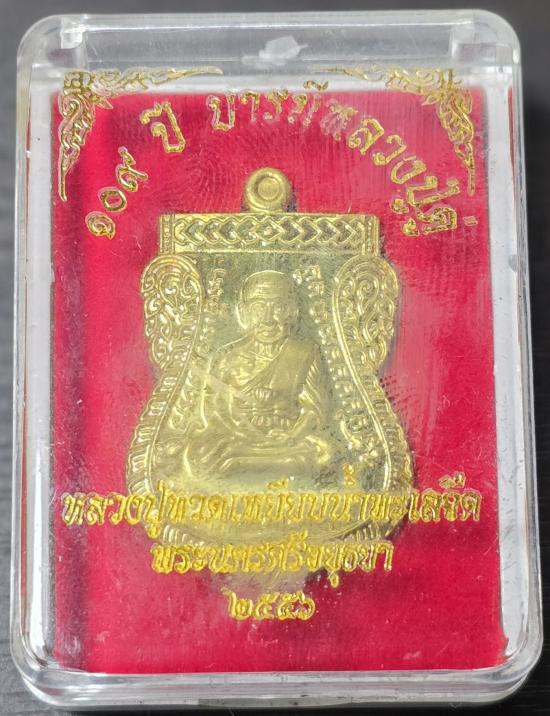 ๑๐๙ ปี บารมีหลวงปู่ดู่
หลวงปู่ทวดเหยียบน้ำทะเลจืด
พระนครศรีอยุธยา
๒๕๕๖